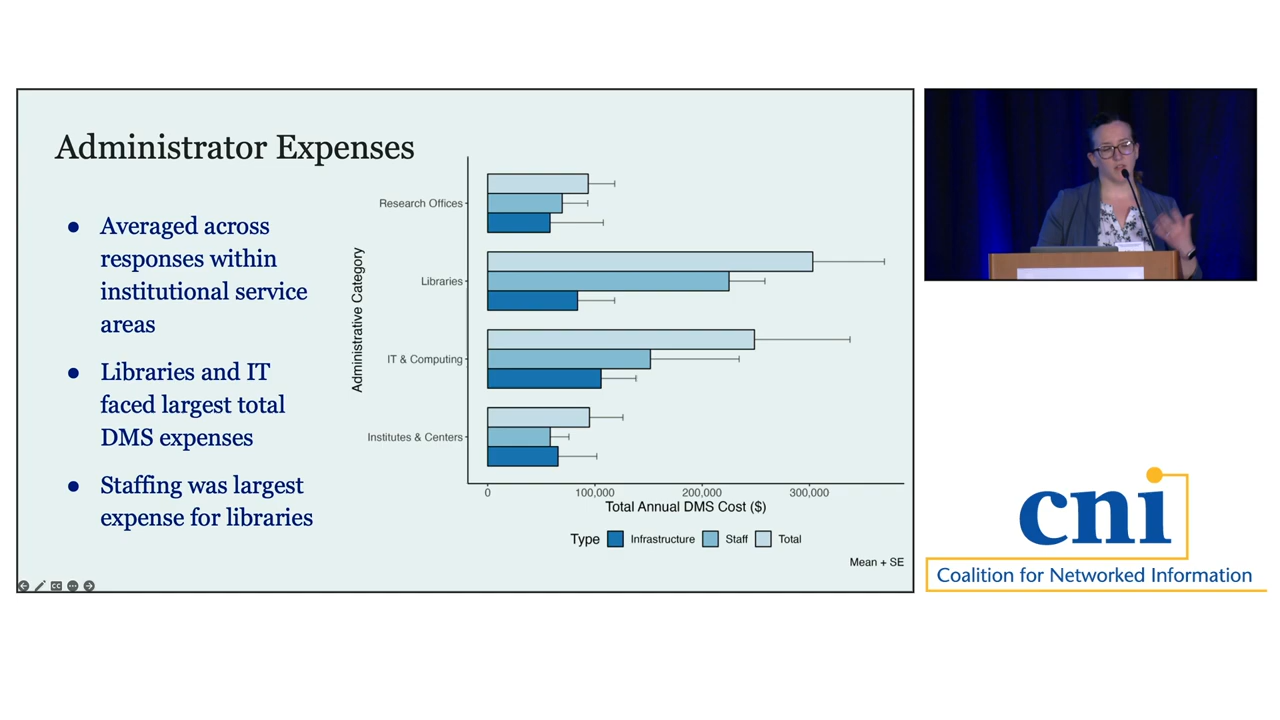 Administrator Expenses
● Averaged across
responses within
institutional service
areas
● Libraries and IT
faced largest total
DMS expenses
● Staffing was largest
expense for libraries
Administrative Category
Research Offices
Libraries
IT & Computing
Institutes & Centers
0 100,000 200,000 300,000
Total Annual DMS Cost ($)
Type Infrastructure Staff Total
Mean + SE
CC
cni
Coalition for Networked Information